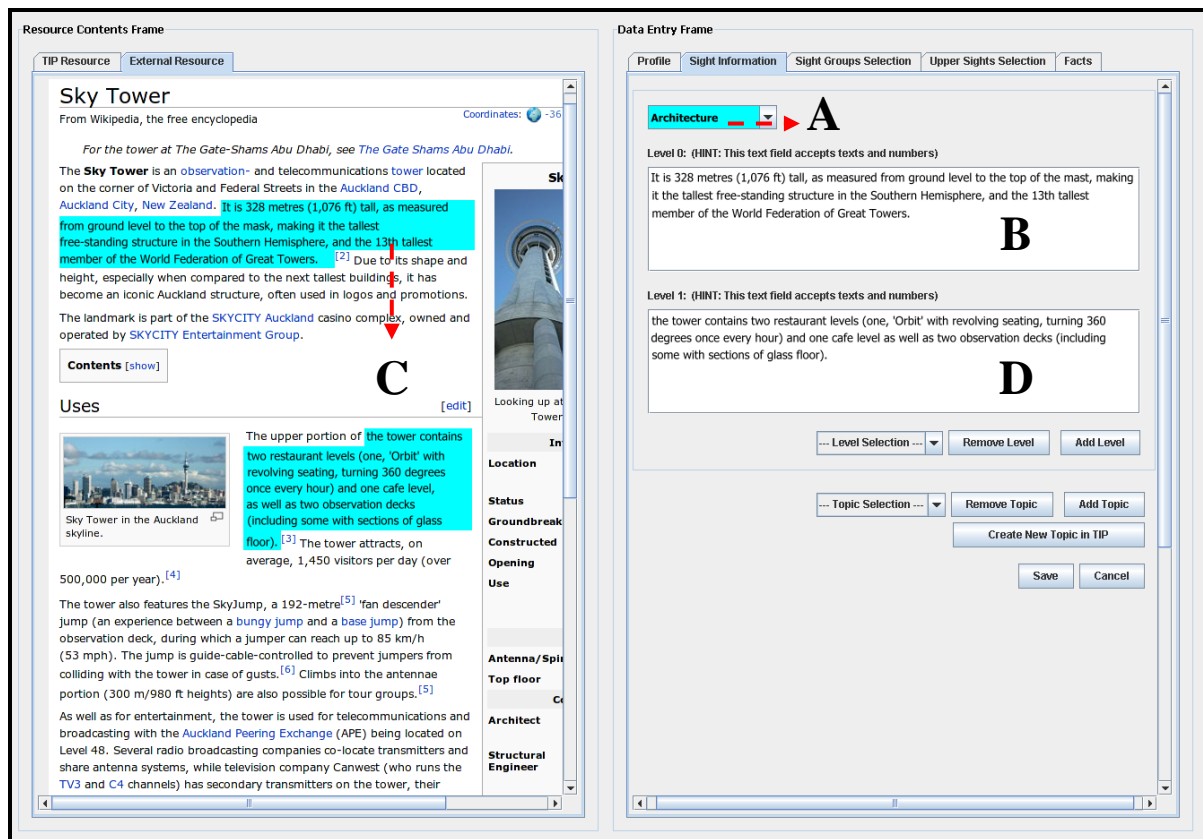 Resource Contents Frame
TIP Resource
External Resource
Sky Tower
From Wikipedia, the free encyclopedia
Coordinates: -36
For the tower at The Gate-Shams Abu Dhabi, see The Gate Shams Abu Dhabi.
The Sky Tower is an observation- and telecommunications tower located
on the corner of Victoria and Federal Streets in the Auckland CBD,
Auckland City, New Zealand. It is 328 metres (1,076 ft) tall, as measured
from ground level to the top of the mask, making it the tallest
free-standing structure in the Southern Hemisphere, and the 13th tallest
member of the World Federation of Great Towers. [2] Due to its shape and
height, especially when compared to the next tallest buildings, it has
become an iconic Auckland structure, often used in logos and promotions.
The landmark is part of the SKYCITY Auckland casino complex, owned and
operated by SKYCITY Entertainment Group.
C
Contents [show]
Uses
[edit]
The upper portion of the tower contains
two restaurant levels (one, 'Orbit' with
revolving seating, turning 360 degrees
once every hour) and one cafe level,
as well as two observation decks
(including some with sections of glass
floor). [3] The tower attracts, on
average, 1,450 visitors per day (over
500,000 per year).[4]
Sky Tower in the Auckland
skyline.
The tower also features the SkyJump, a 192-metre[5] 'fan descender'
jump (an experience between a bungy jump and a base jump) from the
observation deck, during which a jumper can reach up to 85 km/h
(53 mph). The jump is guide-cable-controlled to prevent jumpers from
colliding with the tower in case of gusts.[6] Climbs into the antennae
portion (300 m/980 ft heights) are also possible for tour groups.[5]
As well as for entertainment, the tower is used for telecommunications and
broadcasting with the Auckland Peering Exchange (APE) being located on
Level 48. Several radio broadcasting companies co-locate transmitters and
share antenna systems, while television company Canwest (who runs the
TV3 and C4 channels) has secondary transmitters on the tower, their
Sk
Looking up at
Tower
In
Location
Status
Groundbreak
Constructed
Opening
Use
Antenna/Spir
Top floor
Co
Architect
Structural
Engineer
Data Entry Frame
Profile
Sight Information
Sight Groups Selection
Upper Sights Selection
Facts
Architecture
A
Level 0: (HINT: This text field accepts texts and numbers)
It is 328 metres (1,076 ft) tall, as measured from ground level to the top of the mask, making
it the tallest free-standing structure in the Southern Hemisphere, and the 13th tallest
member of the World Federation of Great Towers.
B
Level 1: (HINT: This text field accepts texts and numbers)
the tower contains two restaurant levels (one, 'Orbit' with revolving seating, turning 360
degrees once every hour) and one cafe level as well as two observation decks (including
some with sections of glass floor).
D
--- Level Selection ---
Remove Level
Add Level
--- Topic Selection ---
Remove Topic
Add Topic
Create New Topic in TIP
Save
Cancel